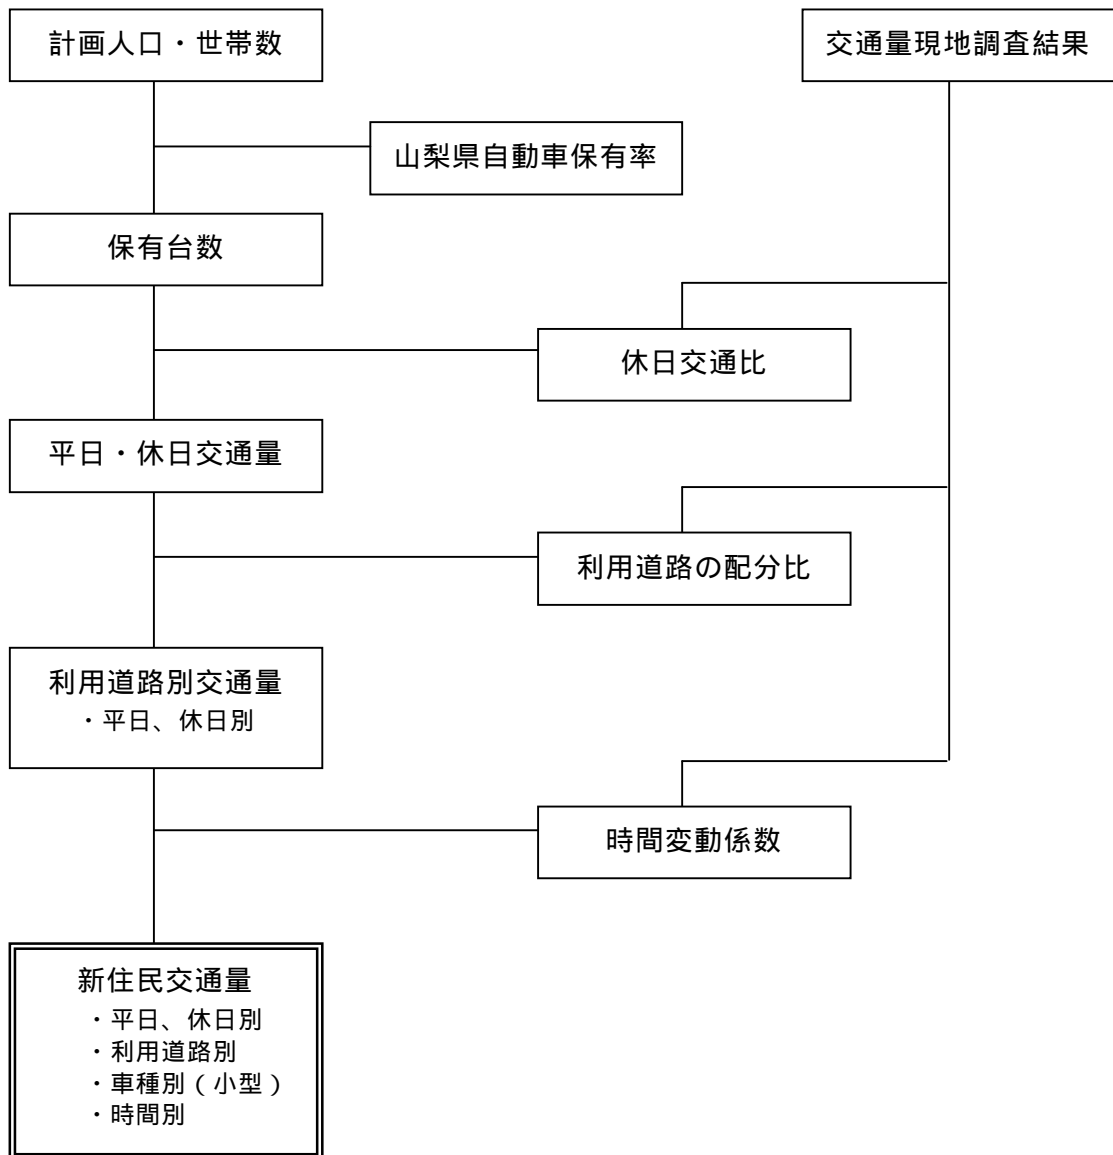 計画人口・世帯数
交通量現地調査結果
山梨県自動車保有率
保有台数
休日交通比
平日・休日交通量
利用道路の配分比
利用道路別交通量
・平日、休日別
時間変動係数
新住民交通量
・平日、休日別
・利用道路別
・車種別（小型）
・時間別